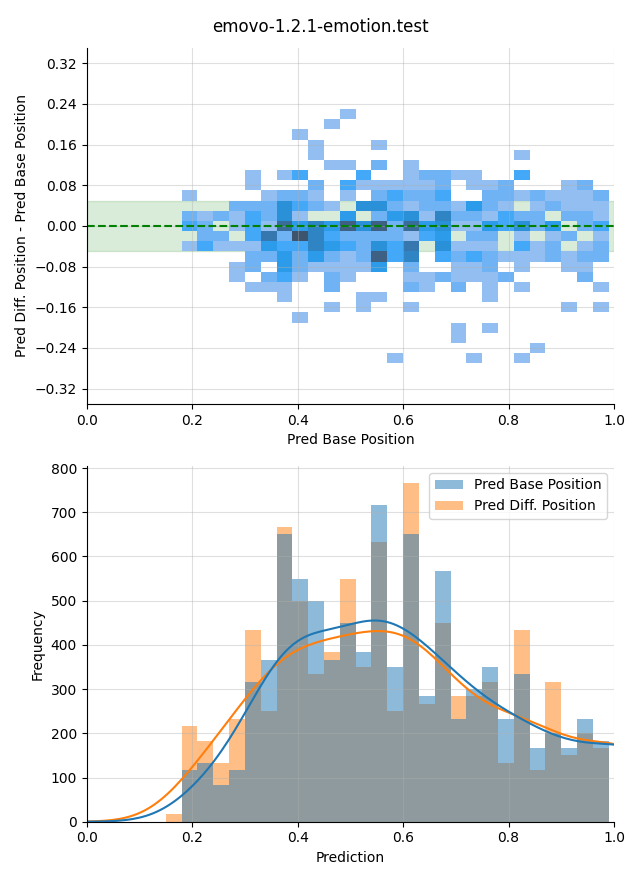 emovo-1.2.1-emotion.test
Pred Diff. Position - Pred Base Position
0.32
0.24
0.16
0.08
0.00
−0.08
−0.16
−0.24
−0.32
0.0 0.2 0.4 0.6 0.8 1.0
Pred Base Position
Frequency
800
700
600
500
400
300
200
100
0
Pred Base Position
Pred Diff. Position
0.0 0.2 0.4 0.6 0.8 1.0
Prediction